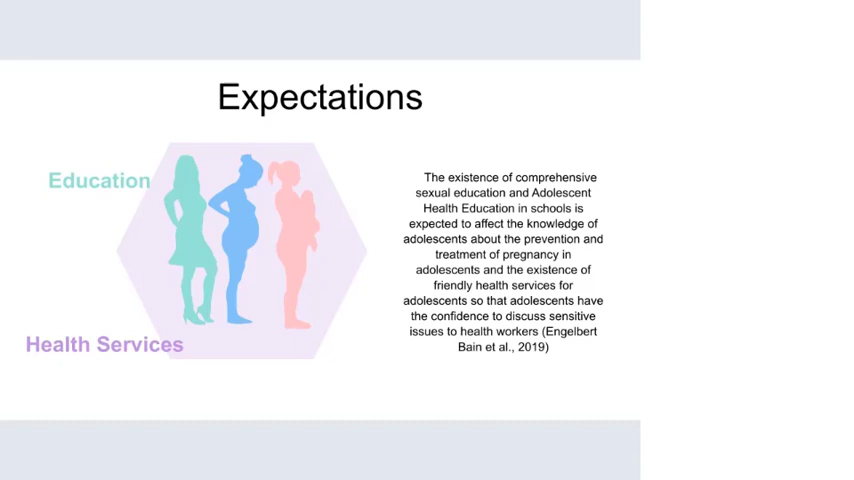 Expectations
Education
Health Services
The existence of comprehensive
sexual education and Adolescent
Health Education in schools is
expected to affect the knowledge of
adolescents about the prevention and
treatment of pregnancy in
adolescents and the existence of
friendly health services for
adolescents so that adolescents have
the confidence to discuss sensitive
issues to health workers (Engelbert
Bain et al., 2019)